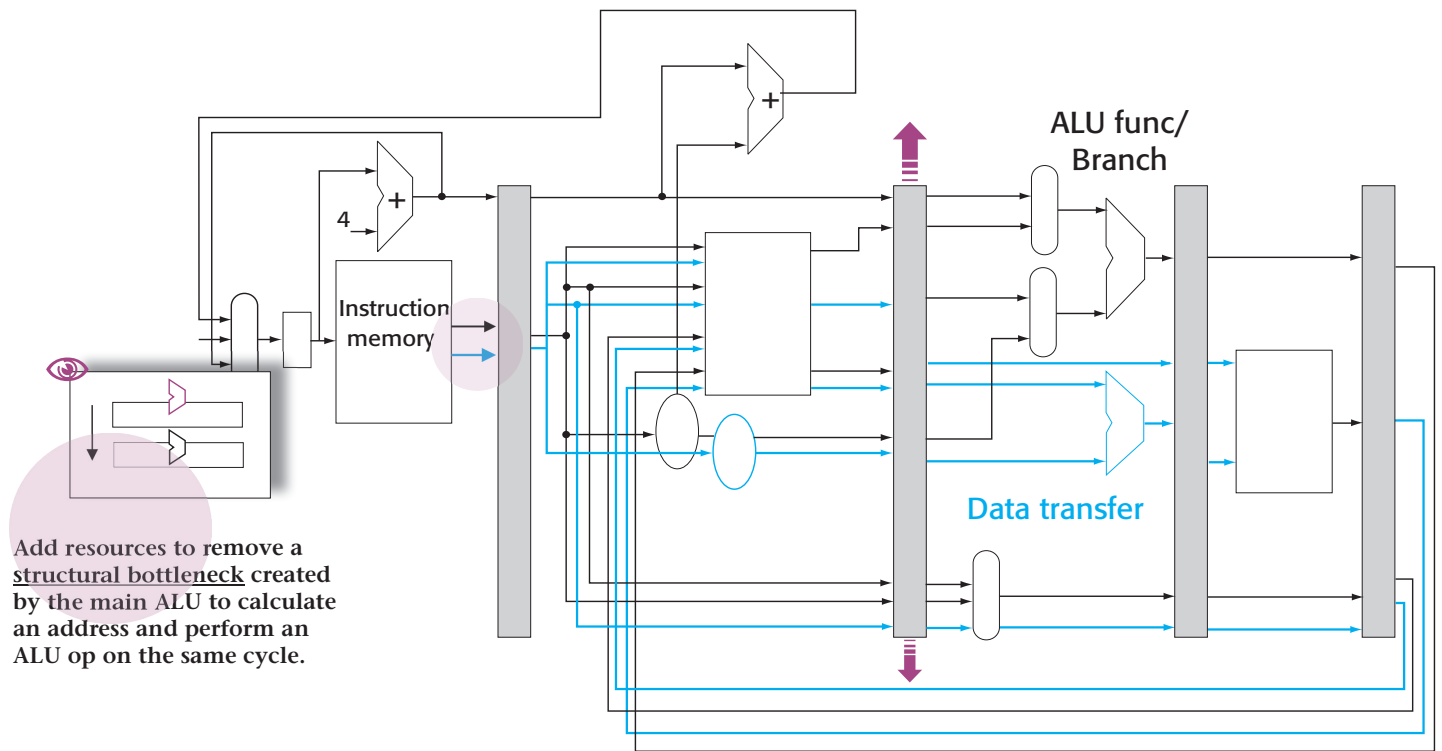 +
ALU func/
Branch
+
4
Instruction
memory
Data transfer
Add resources to remove a
structural bottleneck created
by the main ALU to calculate
an address and perform an
ALU op on the same cycle.